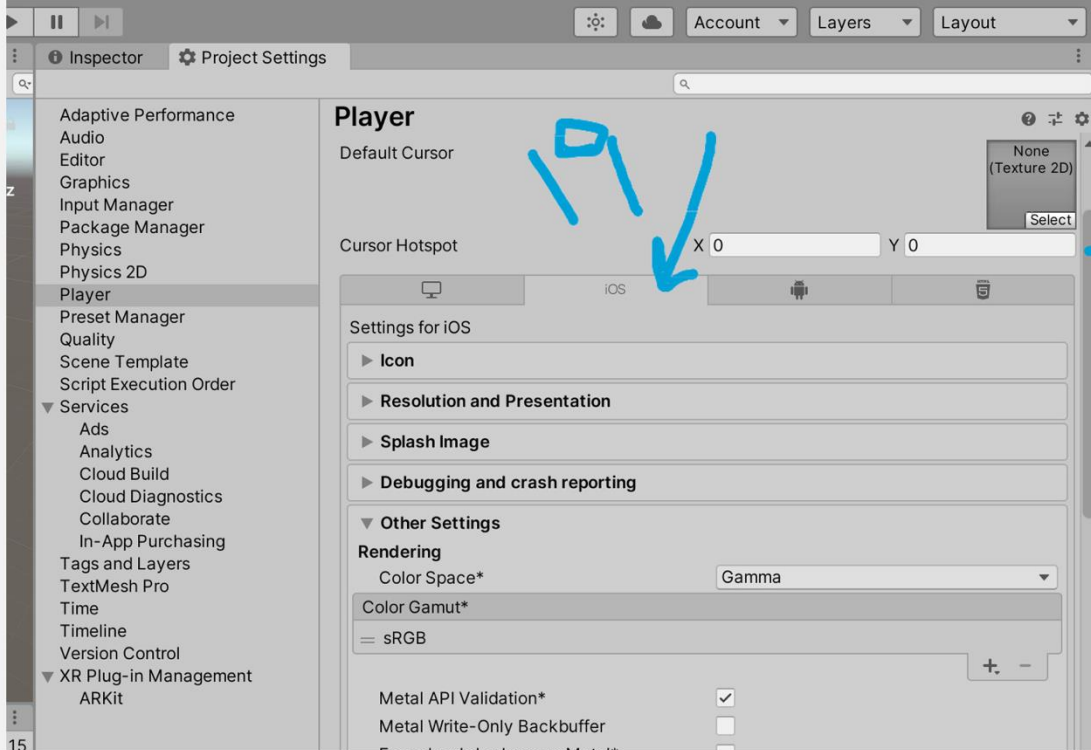 Account
Layers
Layout
Inspector
Project Settings
Adaptive Performance
Audio
Editor
Graphics
Input Manager
Package Manager
Physics
Physics 2D
Player
Preset Manager
Quality
Scene Template
Script Execution Order
Services
Ads
Analytics
Cloud Build
Cloud Diagnostics
Collaborate
In-App Purchasing
Tags and Layers
TextMesh Pro
Time
Timeline
Version Control
XR Plug-in Management
ARKit
z
15
Player
Default Cursor
None
(Texture 2D)
Select
Cursor Hotspot
X 0
Y 0
iOS
Settings for iOS
Icon
Resolution and Presentation
Splash Image
Debugging and crash reporting
Other Settings
Rendering
Color Space*
Gamma
Color Gamut*
sRGB
Metal API Validation*
Metal Write-Only Backbuffer